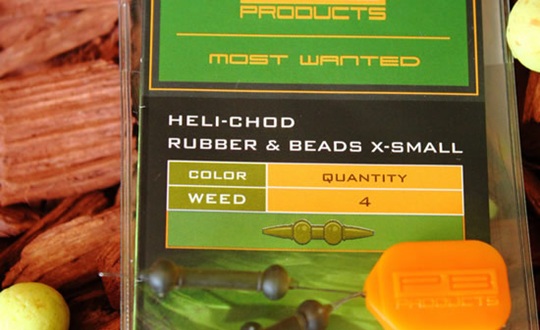 PRODUCTS
MOST WANTED
HELI-CHOD
RUBBER & BEADS X-SMALL
COLOR QUANTITY
WEED 4
PB
PRODUCTS